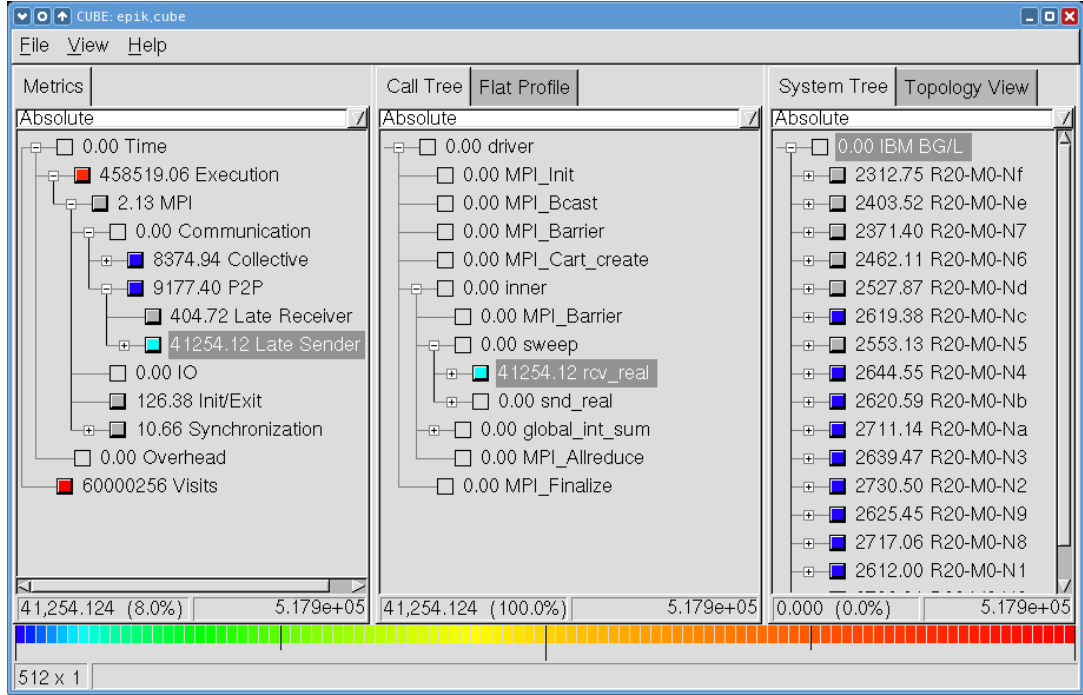 CUBE: epik.cube
File View Help
Metrics
Absolute
0.00 Time
458519.06 Execution
2.13 MPI
0.00 Communication
8374.94 Collective
9177.40 P2P
404.72 Late Receiver
41254.12 Late Sender
0.00 IO
126.38 Init/Exit
10.66 Synchronization
0.00 Overhead
60000256 Visits
41,254.124 (8.0%) 5.179e+05
Call Tree Flat Profile
Absolute
0.00 driver
0.00 MPI_Init
0.00 MPI_Bcast
0.00 MPI_Barrier
0.00 MPI_Cart_create
0.00 inner
0.00 MPI_Barrier
0.00 sweep
41254.12 rcv_real
0.00 snd_real
0.00 global_int_sum
0.00 MPI_Allreduce
0.00 MPI_Finalize
41,254.124 (100.0%) 5.179e+05
System Tree Topology View
Absolute
0.00 IBM BG/L
2312.75 R20-M0-Nf
2403.52 R20-M0-Ne
2371.40 R20-M0-N7
2462.11 R20-M0-N6
2527.87 R20-M0-Nd
2619.38 R20-M0-Nc
2553.13 R20-M0-N5
2644.55 R20-M0-N4
2620.59 R20-M0-Nb
2711.14 R20-M0-Na
2639.47 R20-M0-N3
2730.50 R20-M0-N2
2625.45 R20-M0-N9
2717.06 R20-M0-N8
2612.00 R20-M0-N1
0.000 (0.0%) 5.179e+05
512 x 1